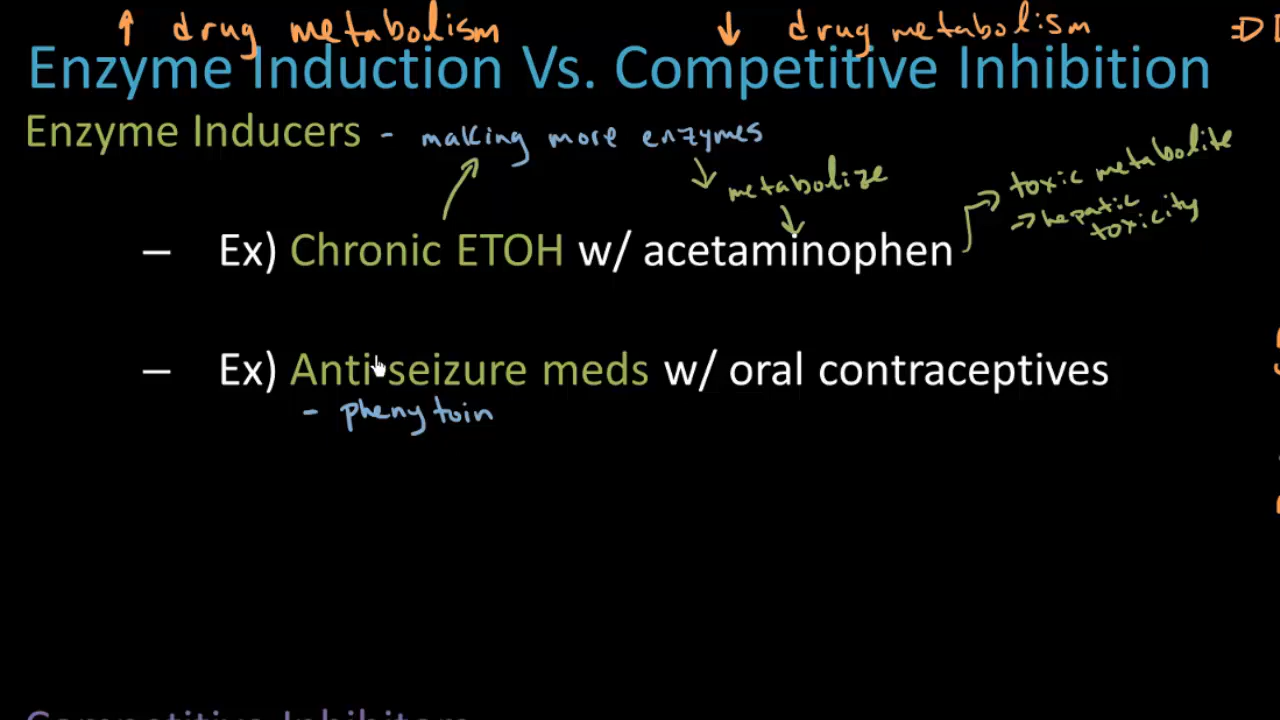 ↑ drug metabolism ↓ drug metabolism ⇒
Enzyme Induction Vs. Competitive Inhibition
Enzyme Inducers - making more enzymes
↓ metabolize
→ toxic metabolite
→ hepatic toxicity
– Ex) Chronic ETOH w/ acetaminophen
– Ex) Anti-seizure meds w/ oral contraceptives
- phenytoin